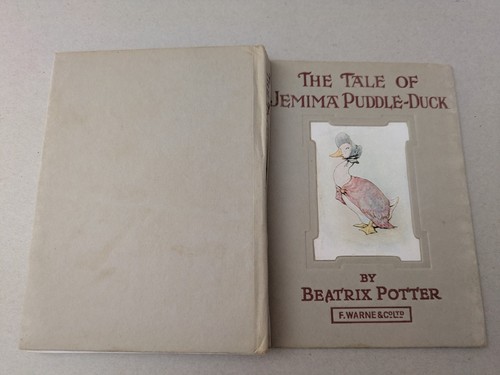 THE TALE OF
JEMIMA PUDDLE-DUCK
BY
BEATRIX POTTER
F. WARNE & CO LTD